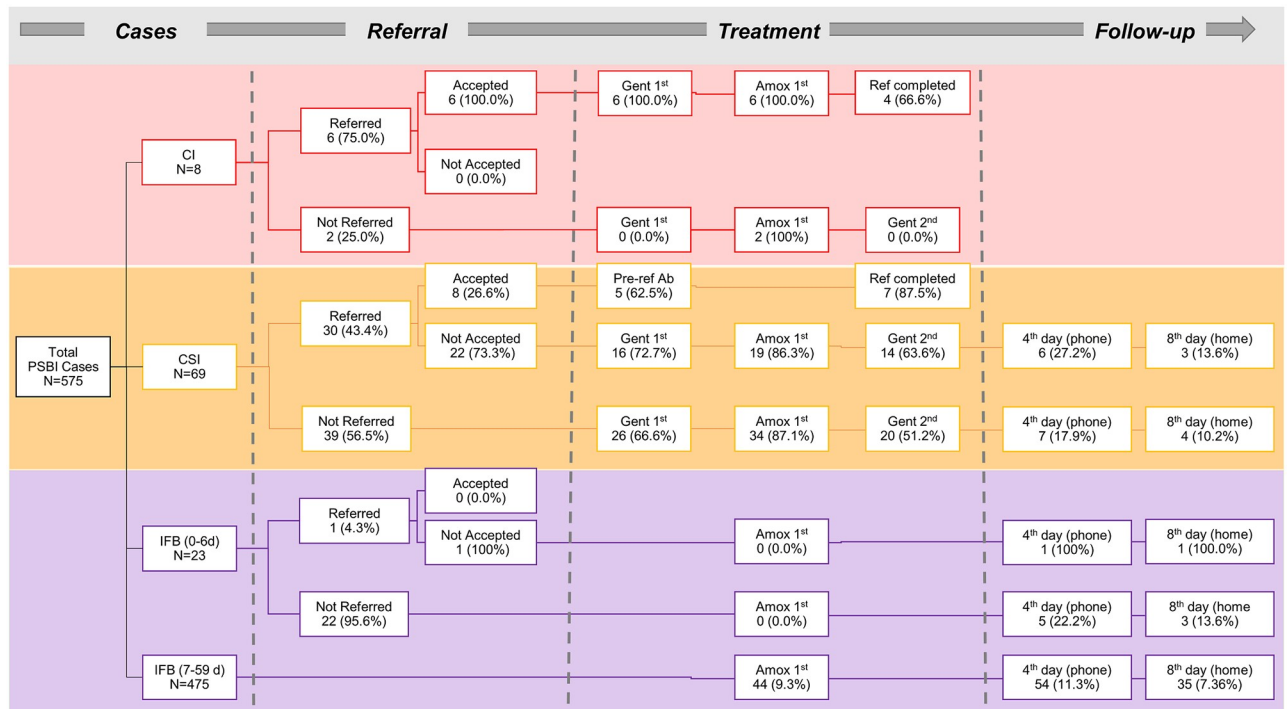 Cases Referral Treatment Follow-up
Total
PSBI Cases
N=575
CI
N=8
Referred
6 (75.0%)
Accepted
6 (100.0%)
Gent 1st
6 (100.0%)
Amox 1st
6 (100.0%)
Ref completed
4 (66.6%)
Not Accepted
0 (0.0%)
Not Referred
2 (25.0%)
Gent 1st
0 (0.0%)
Amox 1st
2 (100%)
Gent 2nd
0 (0.0%)
CSI
N=69
Referred
30 (43.4%)
Accepted
8 (26.6%)
Pre-ref Ab
5 (62.5%)
Ref completed
7 (87.5%)
Not Accepted
22 (73.3%)
Gent 1st
16 (72.7%)
Amox 1st
19 (86.3%)
Gent 2nd
14 (63.6%)
4th day (phone)
6 (27.2%)
8th day (home)
3 (13.6%)
Not Referred
39 (56.5%)
Gent 1st
26 (66.6%)
Amox 1st
34 (87.1%)
Gent 2nd
20 (51.2%)
4th day (phone)
7 (17.9%)
8th day (home)
4 (10.2%)
IFB (0-6d)
N=23
Referred
1 (4.3%)
Accepted
0 (0.0%)
Not Accepted
1 (100%)
Amox 1st
0 (0.0%)
4th day (phone)
1 (100%)
8th day (home)
1 (100.0%)
Not Referred
22 (95.6%)
Amox 1st
0 (0.0%)
4th day (phone)
5 (22.2%)
8th day (home
3 (13.6%)
IFB (7-59 d)
N=475
Amox 1st
44 (9.3%)
4th day (phone)
54 (11.3%)
8th day (home)
35 (7.36%)